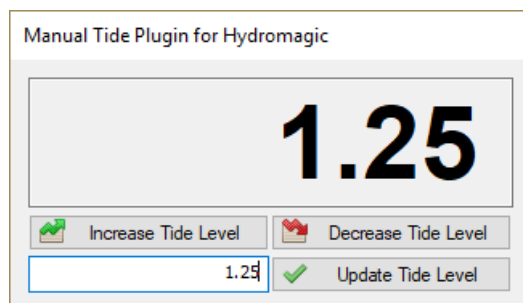 Manual Tide Plugin for Hydromagic
1.25
Increase Tide Level Decrease Tide Level
1.25 Update Tide Level